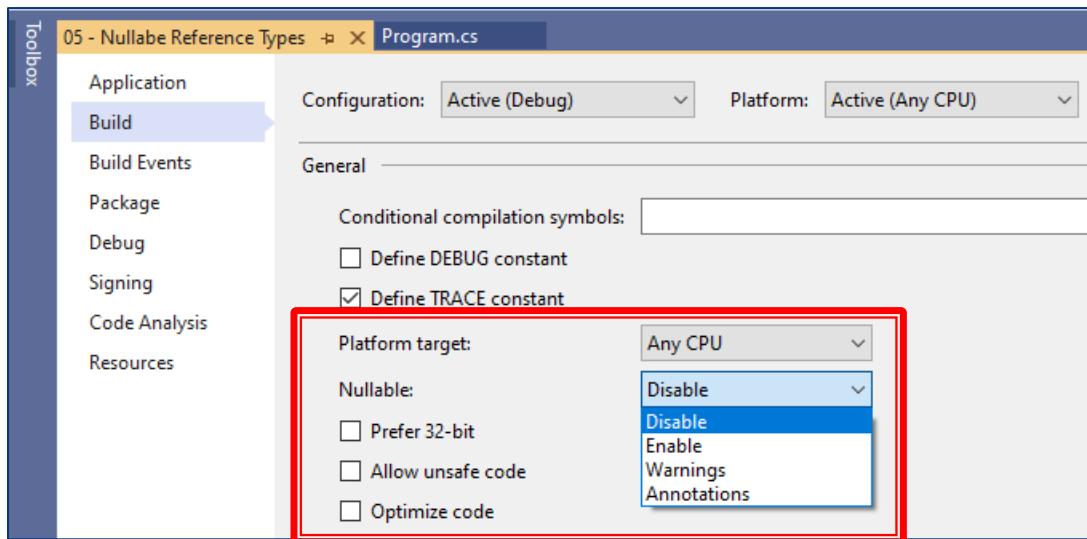 Toolbox
05 - Nullabe Reference Types
Program.cs
Application
Build
Build Events
Package
Debug
Signing
Code Analysis
Resources
Configuration: Active (Debug) Platform: Active (Any CPU)
General
Conditional compilation symbols:
Define DEBUG constant
Define TRACE constant
Platform target: Any CPU
Nullable: Disable
Disable
Enable
Warnings
Annotations
Prefer 32-bit
Allow unsafe code
Optimize code